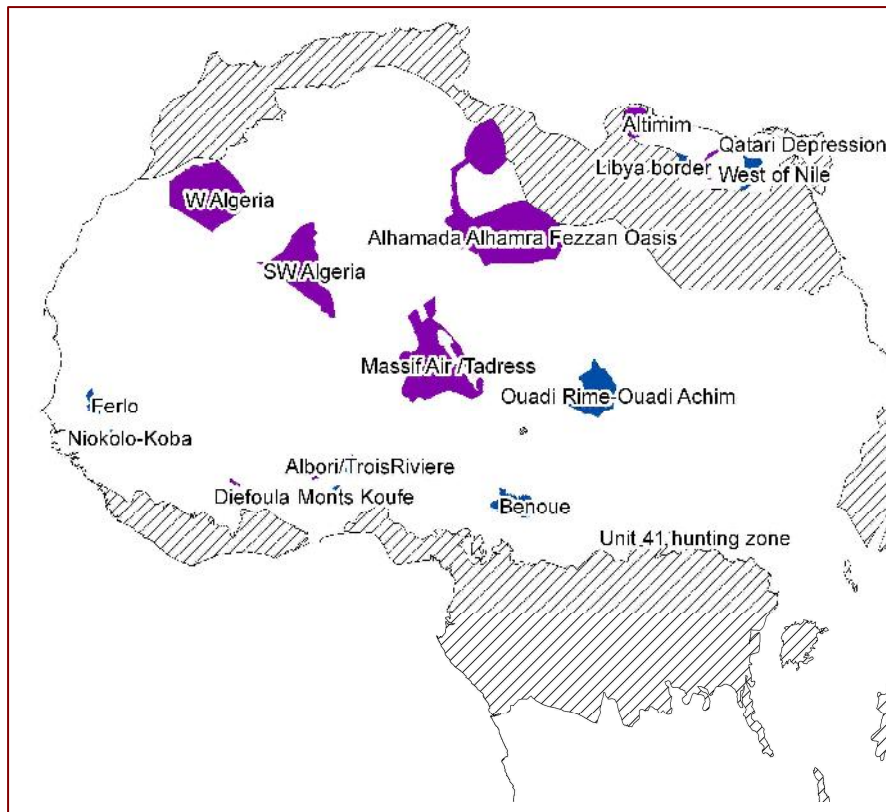 Altimim
Qatari Depression
Libya border
West of Nile
W Algeria
Alhamada Alhamra Fezzan Oasis
SW Algeria
Massif Air /Tadress
Ouadi Rime-Ouadi Achim
Ferlo
Niokolo-Koba
Albori/TroisRiviere
Diefoula Monts Koufe
Benoue
Unit 41, hunting zone